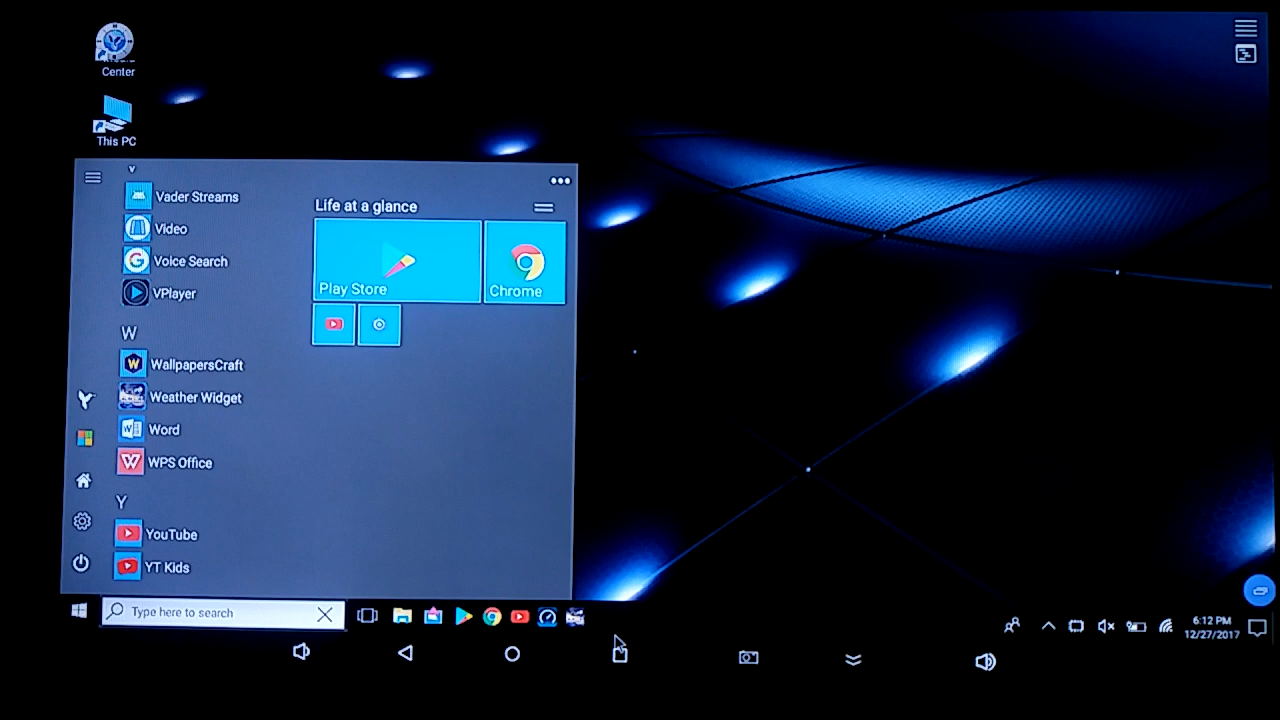 Center
This PC
Vader Streams
Video
Voice Search
VPlayer
W
WallpapersCraft
Weather Widget
Word
WPS Office
Y
YouTube
YT Kids
Life at a glance
Play Store
Chrome
Type here to search
6:12 PM
12/27/2017